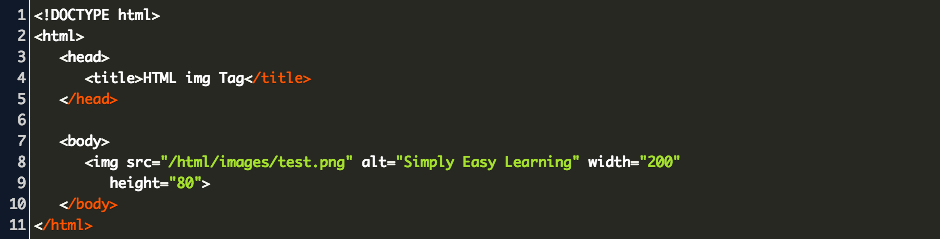 1 <!DOCTYPE html>
2 <html>
3    <head>
4       <title>HTML img Tag</title>
5    </head>
6
7    <body>
8       <img src="/html/images/test.png" alt="Simply Easy Learning" width="200"
9          height="80">
10    </body>
11 </html>